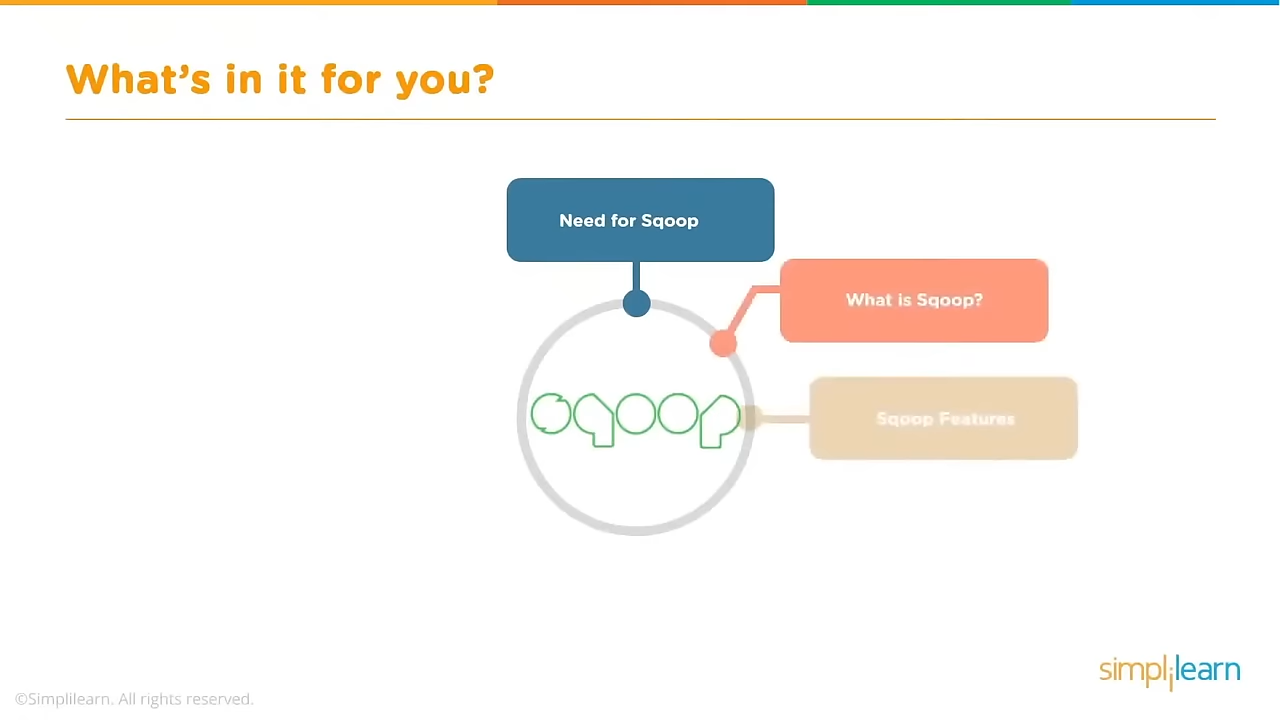 What's in it for you?
Need for Sqoop
What is Sqoop?
sqoop
Sqoop Features
simplilearn
©Simplilearn. All rights reserved.